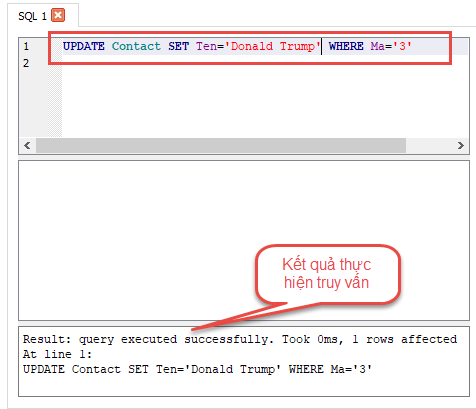 SQL 1
1 UPDATE Contact SET Ten='Donald Trump' WHERE Ma='3'
2
Kết quả thực
hiện truy vấn
Result: query executed successfully. Took 0ms, 1 rows affected
At line 1:
UPDATE Contact SET Ten='Donald Trump' WHERE Ma='3'